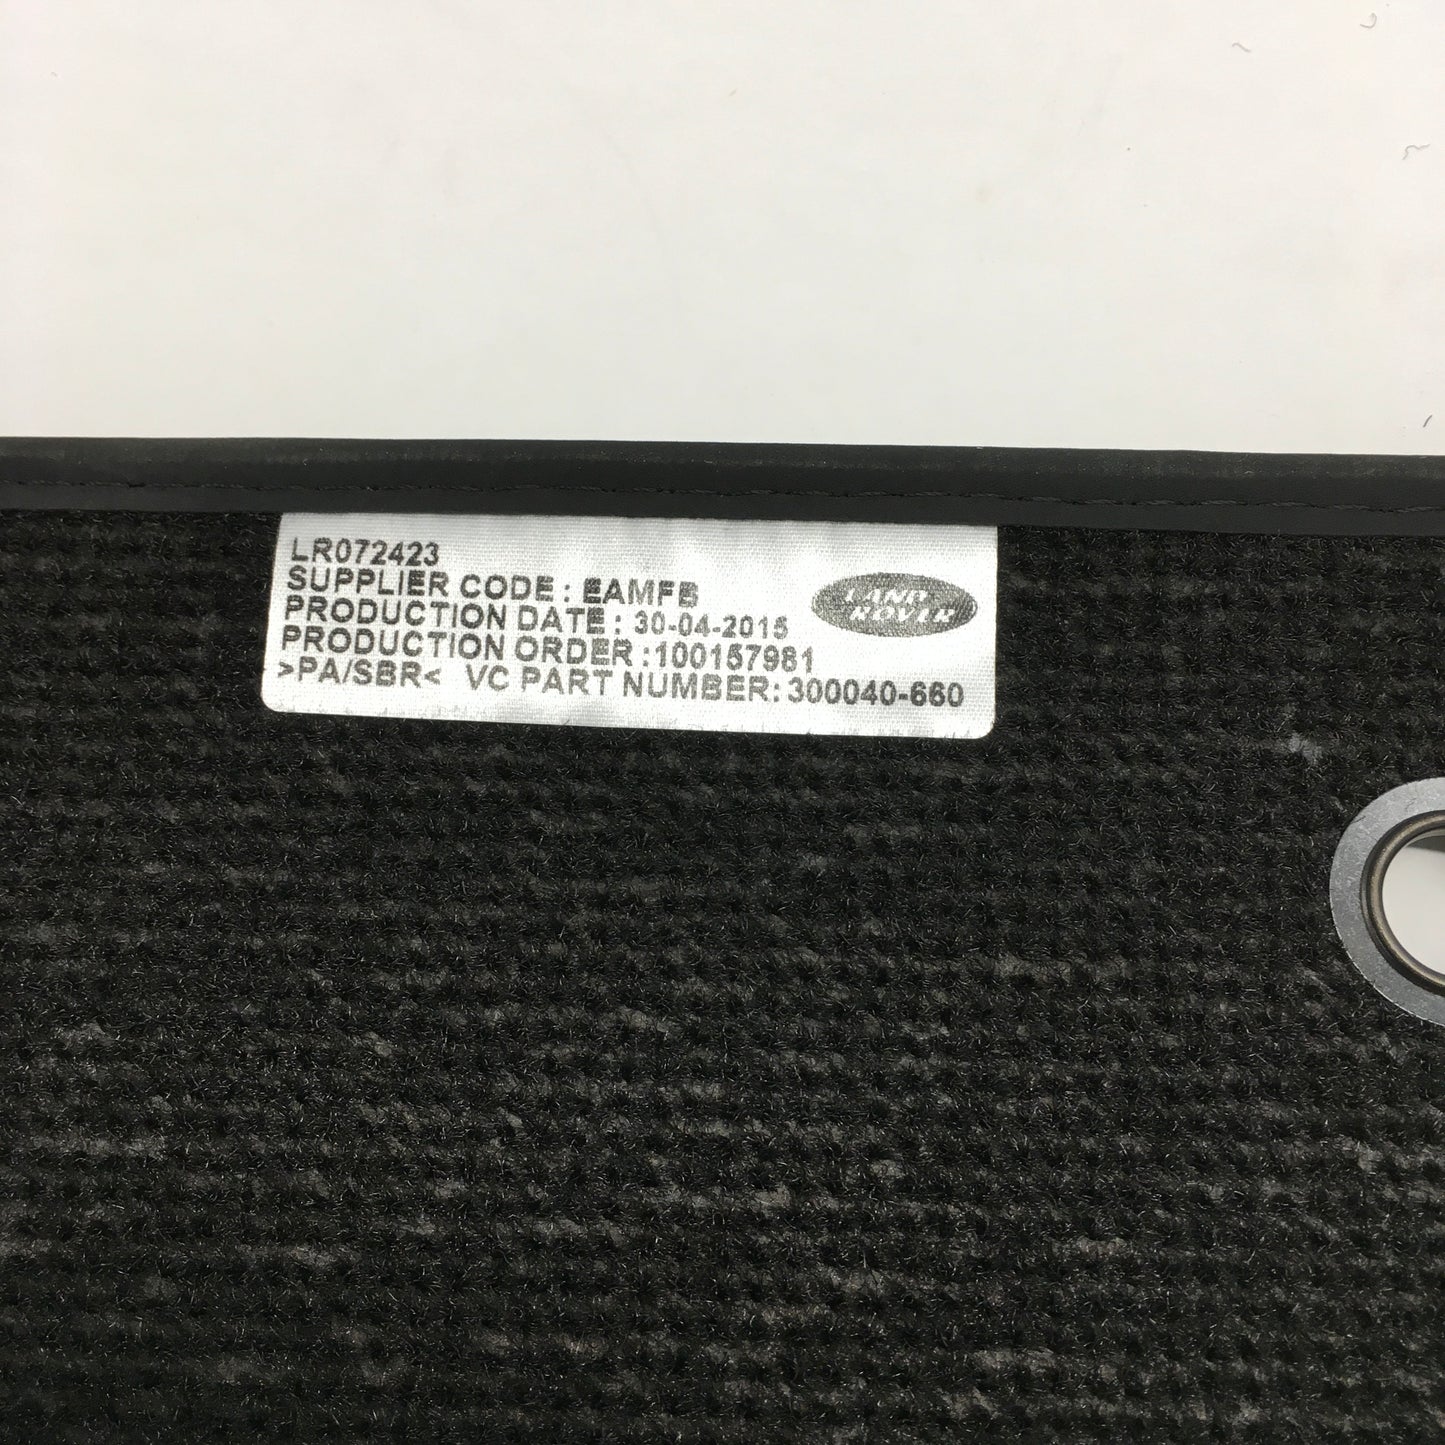 LR072423
SUPPLIER CODE : EAMFB
PRODUCTION DATE : 30-04-2015
PRODUCTION ORDER :100157981
>PA/SBR< VC PART NUMBER: 300040-660
LAND
ROVER